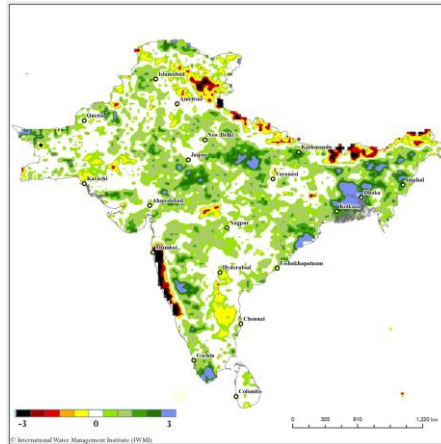 Islamabad
Amritsar
Quetta
New Delhi
Kathmandu
Jaipur
Varanasi
Imphal
Karachi
Dhaka
Ahmedabad
Kolkata
Nagpur
Mumbai
Hyderabad
Vishakhapatnam
Chennai
Cochin
Colombo
-3 0 3
0 305 610 1,220 km
© International Water Management Institute (IWMI)